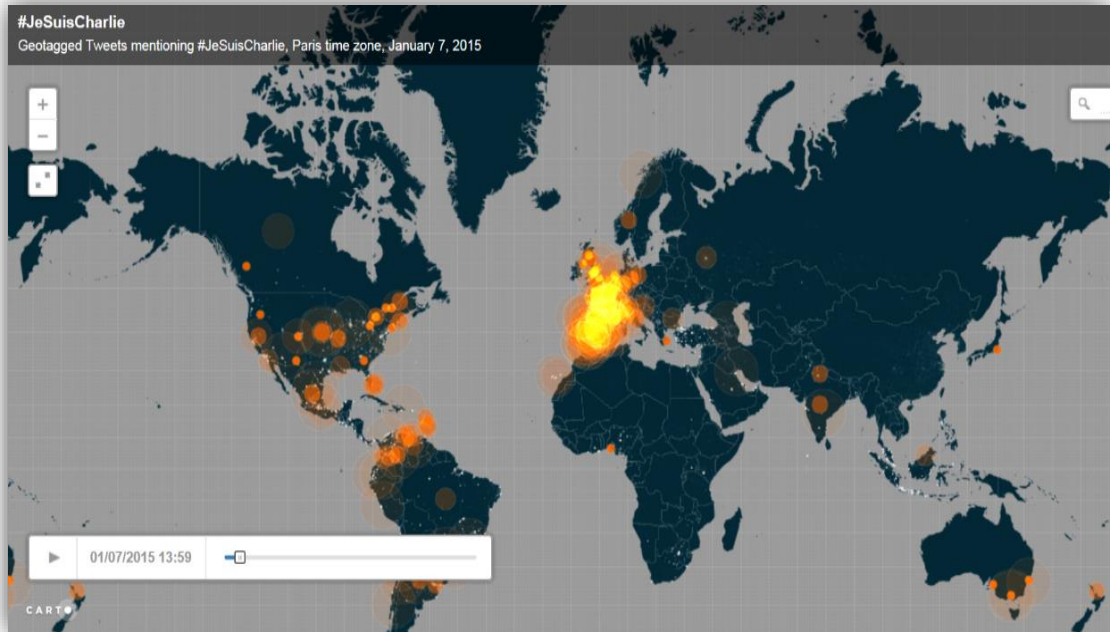 #JeSuisCharlie
Geotagged Tweets mentioning #JeSuisCharlie, Paris time zone, January 7, 2015
+
−
01/07/2015 13:59
CARTO